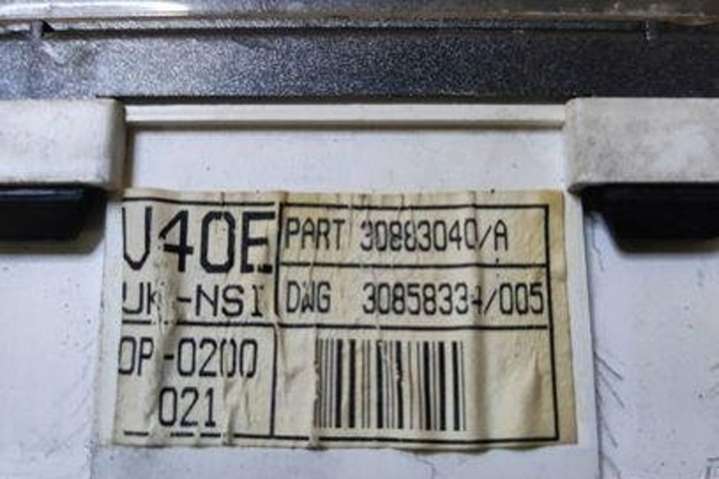 V40E
UK-NSI
PART 30883040/A
DWG 30858334/005
OP-0200
021